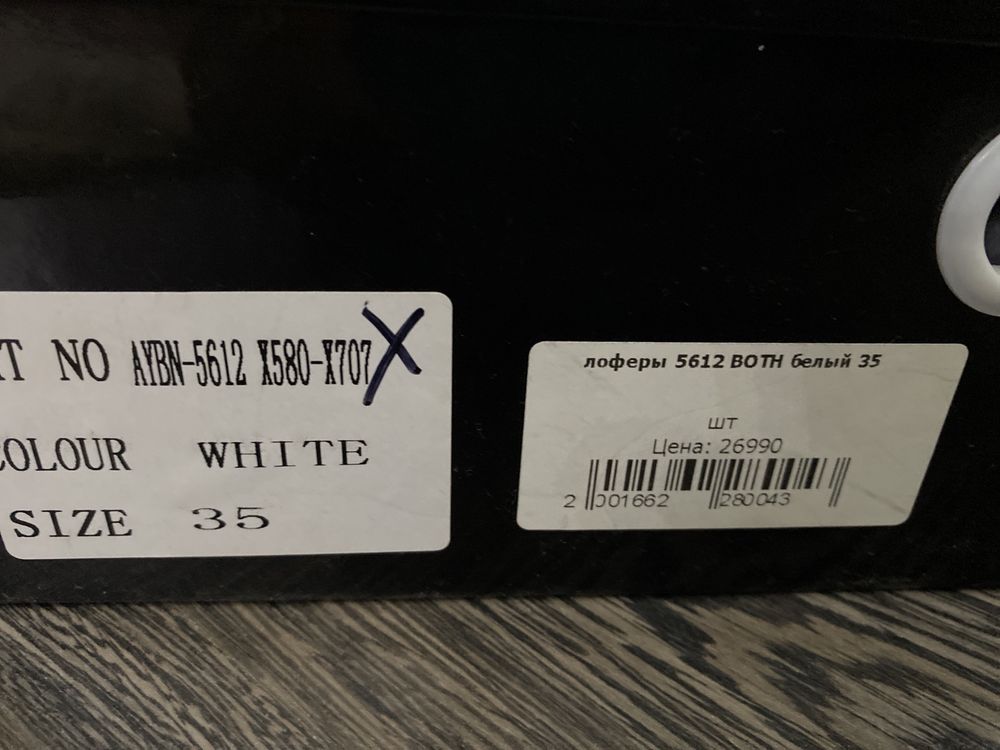 T NO AYBN-5612 X580-X707 X
COLOUR WHITE
SIZE 35
лоферы 5612 BOTH белый 35
шт
Цена: 26990
2 001662 280043